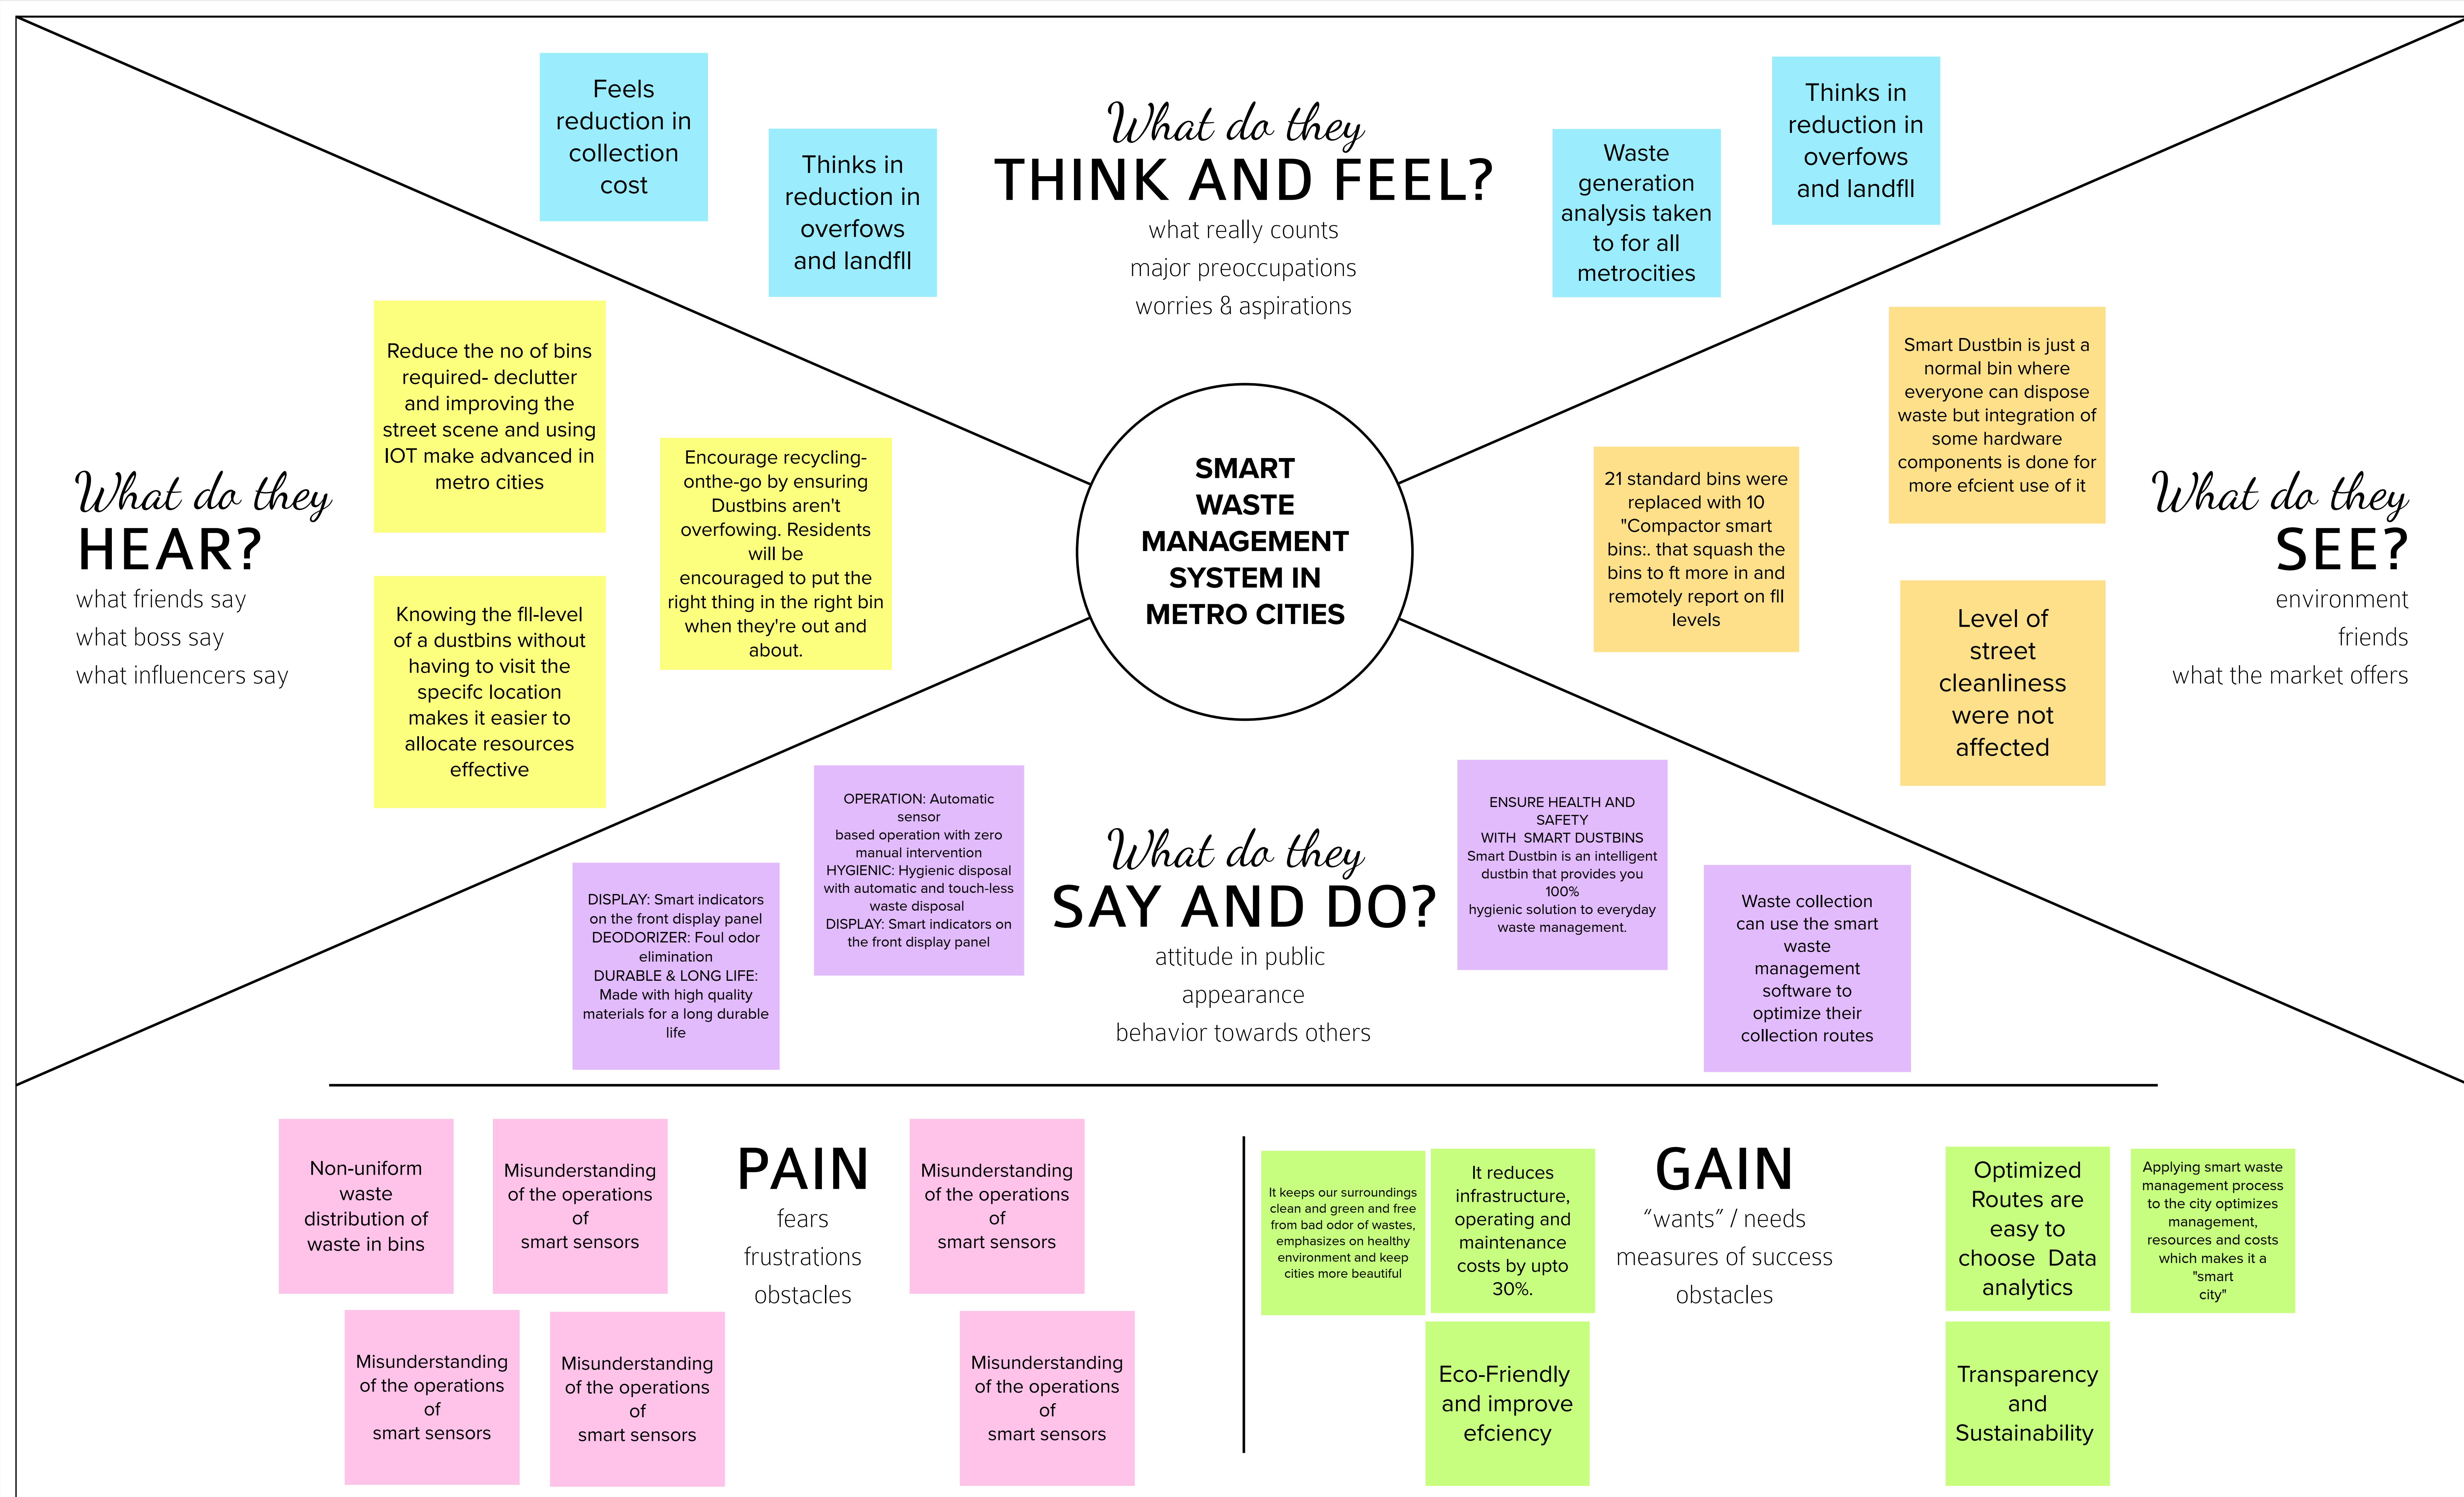 What do they
THINK AND FEEL?
what really counts
major preoccupations
worries & aspirations
Feels
reduction in
collection
cost
Thinks in
reduction in
overfows
and landfll
Waste
generation
analysis taken
to for all
metrocities
Thinks in
reduction in
overfows
and landfll
What do they
HEAR?
what friends say
what boss say
what influencers say
Reduce the no of bins
required- declutter
and improving the
street scene and using
IOT make advanced in
metro cities
Encourage recycling-
onthe-go by ensuring
Dustbins aren't
overfowing. Residents
will be
encouraged to put the
right thing in the right bin
when they're out and
about.
Knowing the fll-level
of a dustbins without
having to visit the
specifc location
makes it easier to
allocate resources
effective
SMART
WASTE
MANAGEMENT
SYSTEM IN
METRO CITIES
21 standard bins were
replaced with 10
"Compactor smart
bins:. that squash the
bins to ft more in and
remotely report on fll
levels
Smart Dustbin is just a
normal bin where
everyone can dispose
waste but integration of
some hardware
components is done for
more efcient use of it
Level of
street
cleanliness
were not
affected
What do they
SEE?
environment
friends
what the market offers
DISPLAY: Smart indicators
on the front display panel
DEODORIZER: Foul odor
elimination
DURABLE & LONG LIFE:
Made with high quality
materials for a long durable
life
OPERATION: Automatic
sensor
based operation with zero
manual intervention
HYGIENIC: Hygienic disposal
with automatic and touch-less
waste disposal
DISPLAY: Smart indicators on
the front display panel
What do they
SAY AND DO?
attitude in public
appearance
behavior towards others
ENSURE HEALTH AND
SAFETY
WITH  SMART DUSTBINS
Smart Dustbin is an intelligent
dustbin that provides you
100%
hygienic solution to everyday
waste management.
Waste collection
can use the smart
waste
management
software to
optimize their
collection routes
PAIN
fears
frustrations
obstacles
Non-uniform
waste
distribution of
waste in bins
Misunderstanding
of the operations
of
smart sensors
Misunderstanding
of the operations
of
smart sensors
Misunderstanding
of the operations
of
smart sensors
Misunderstanding
of the operations
of
smart sensors
Misunderstanding
of the operations
of
smart sensors
GAIN
“wants” / needs
measures of success
obstacles
It keeps our surroundings
clean and green and free
from bad odor of wastes,
emphasizes on healthy
environment and keep
cities more beautiful
It reduces
infrastructure,
operating and
maintenance
costs by upto
30%.
Optimized
Routes are
easy to
choose  Data
analytics
Applying smart waste
management process
to the city optimizes
management,
resources and costs
which makes it a
"smart
city"
Eco-Friendly
and improve
efciency
Transparency
and
Sustainability